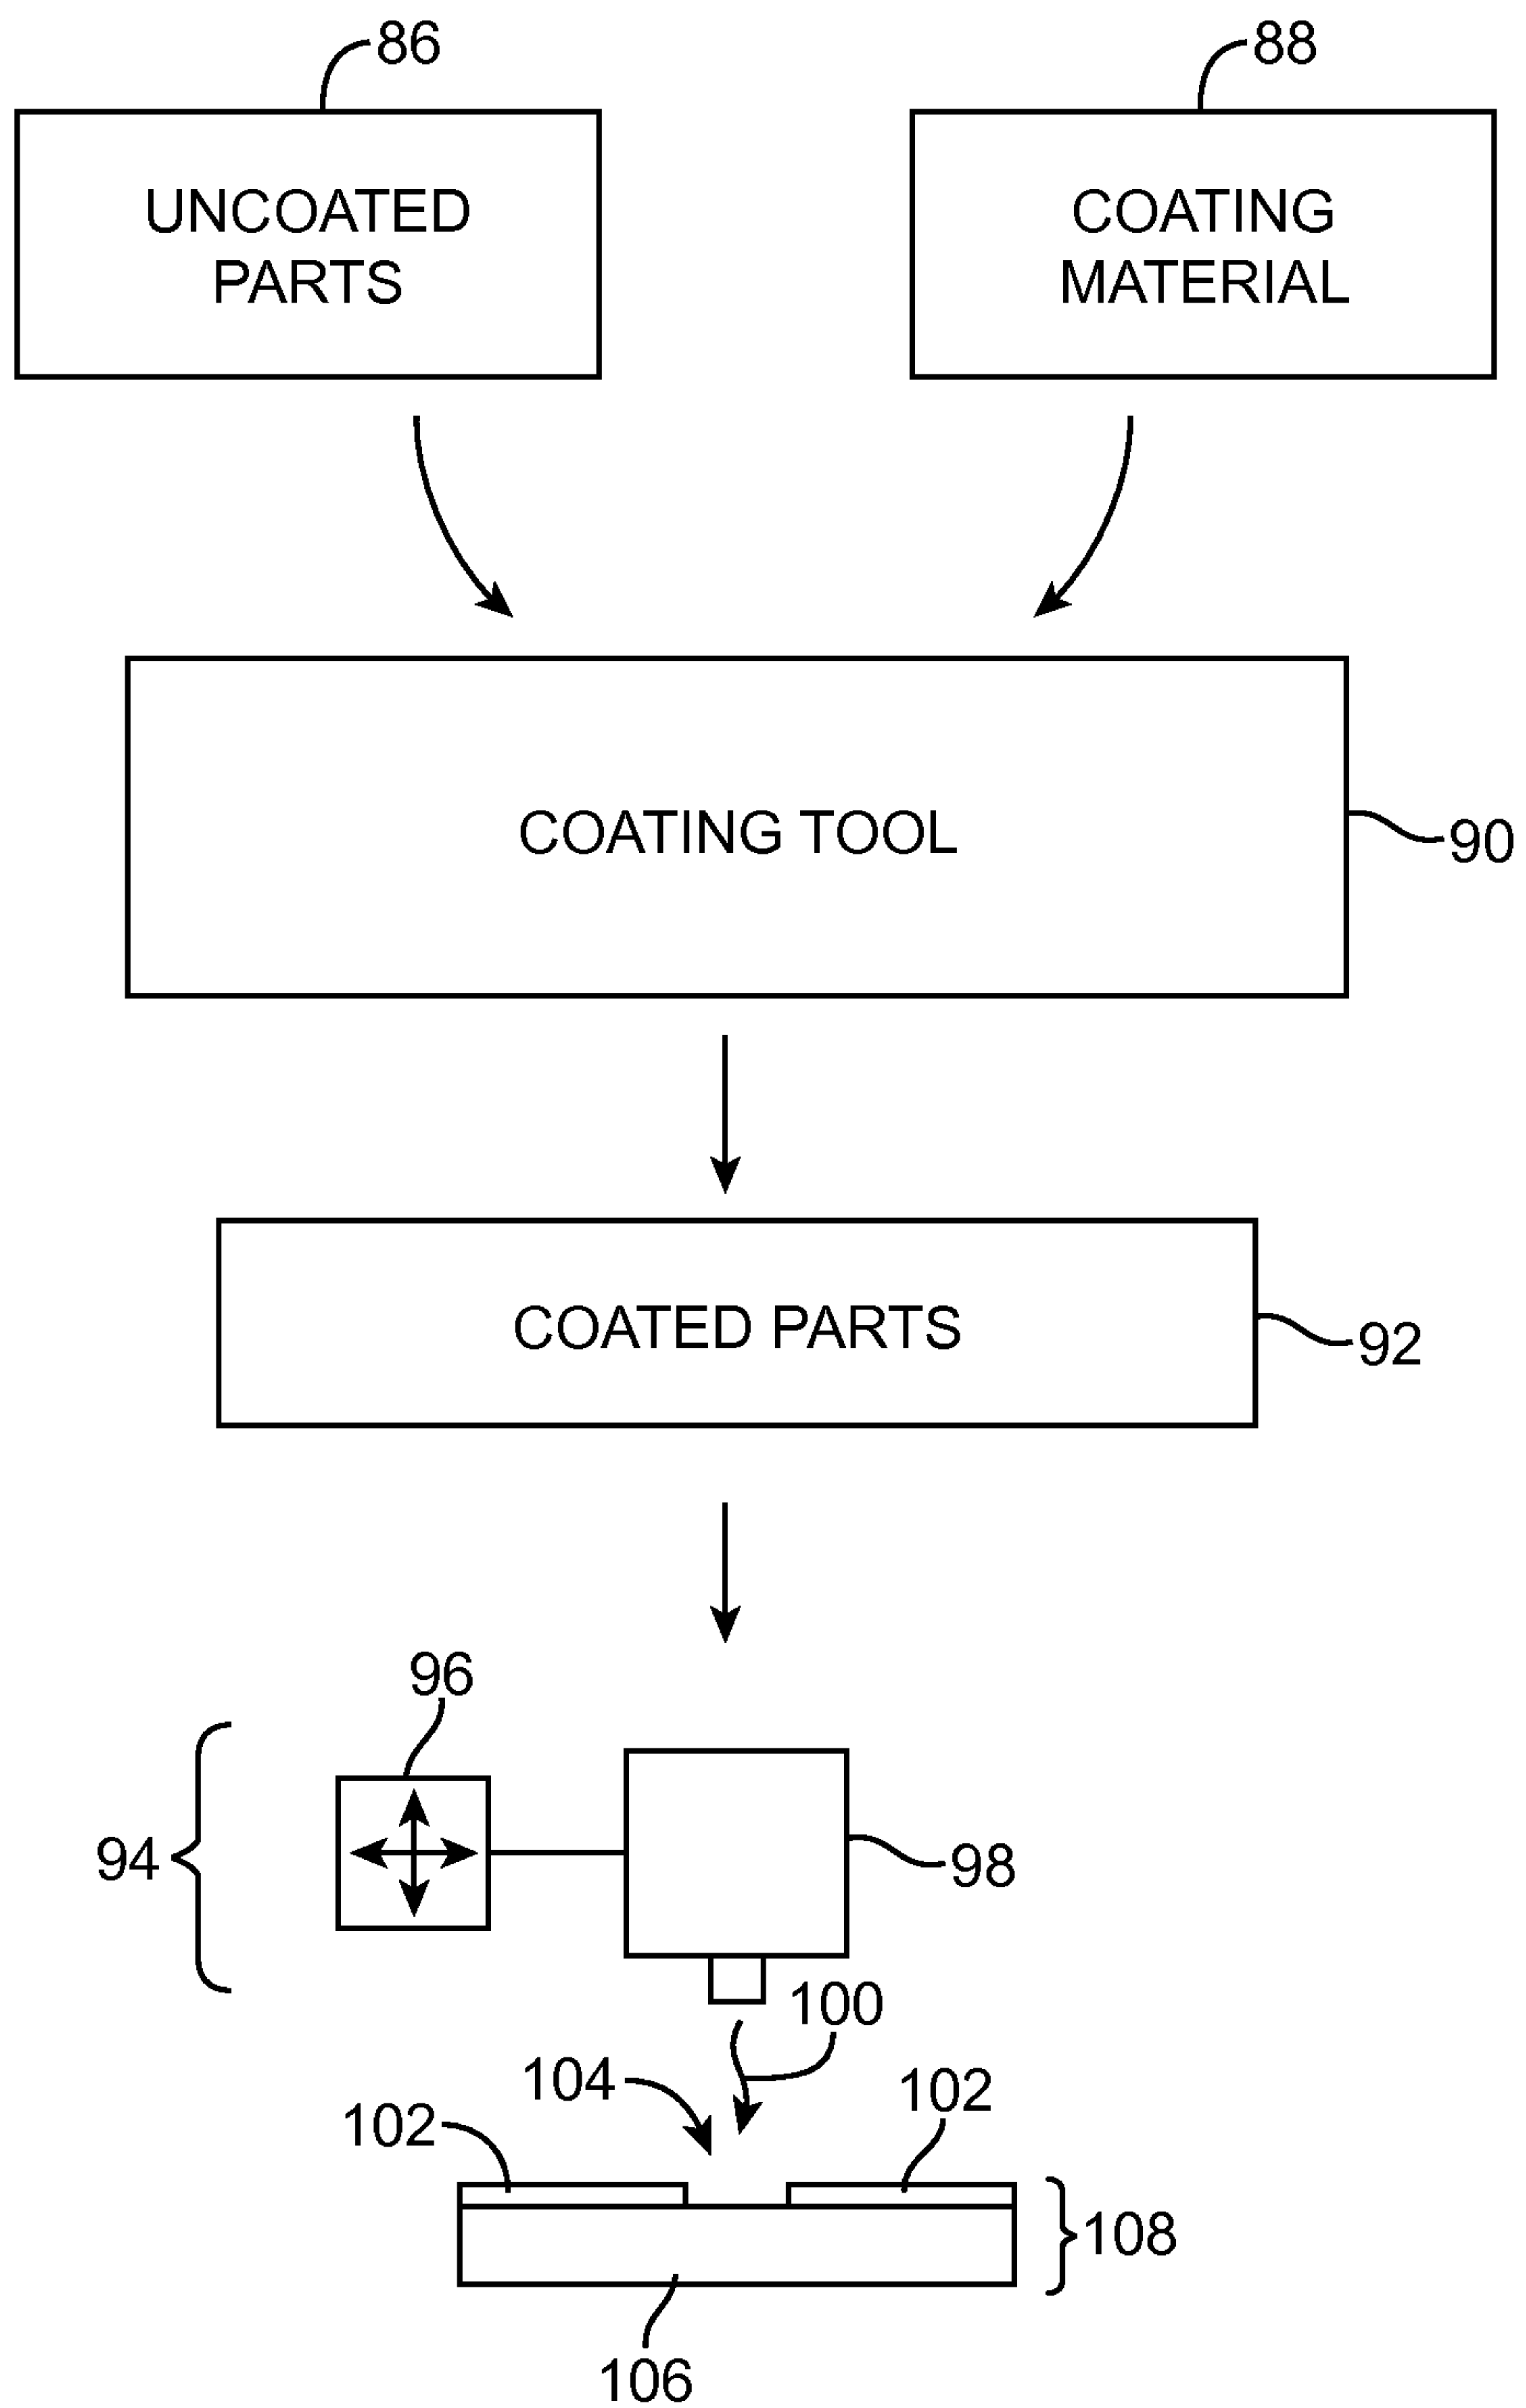 86
88
UNCOATED
PARTS
COATING
MATERIAL
COATING TOOL
90
COATED PARTS
92
96
94
98
100
104
102
102
108
106